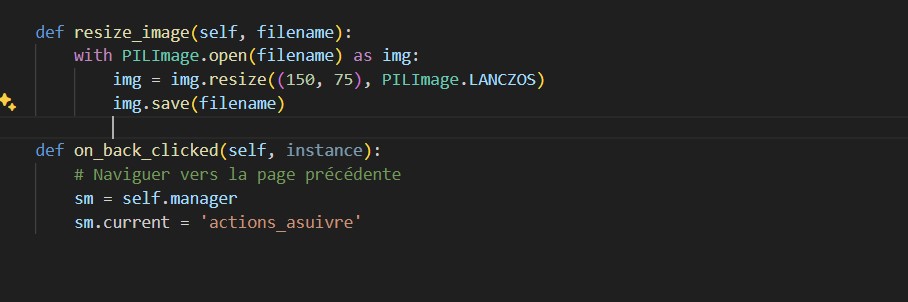 def resize_image(self, filename):
with PILImage.open(filename) as img:
img = img.resize((150, 75), PILImage.LANCZOS)
img.save(filename)
def on_back_clicked(self, instance):
# Naviguer vers la page précédente
sm = self.manager
sm.current = 'actions_asuivre'